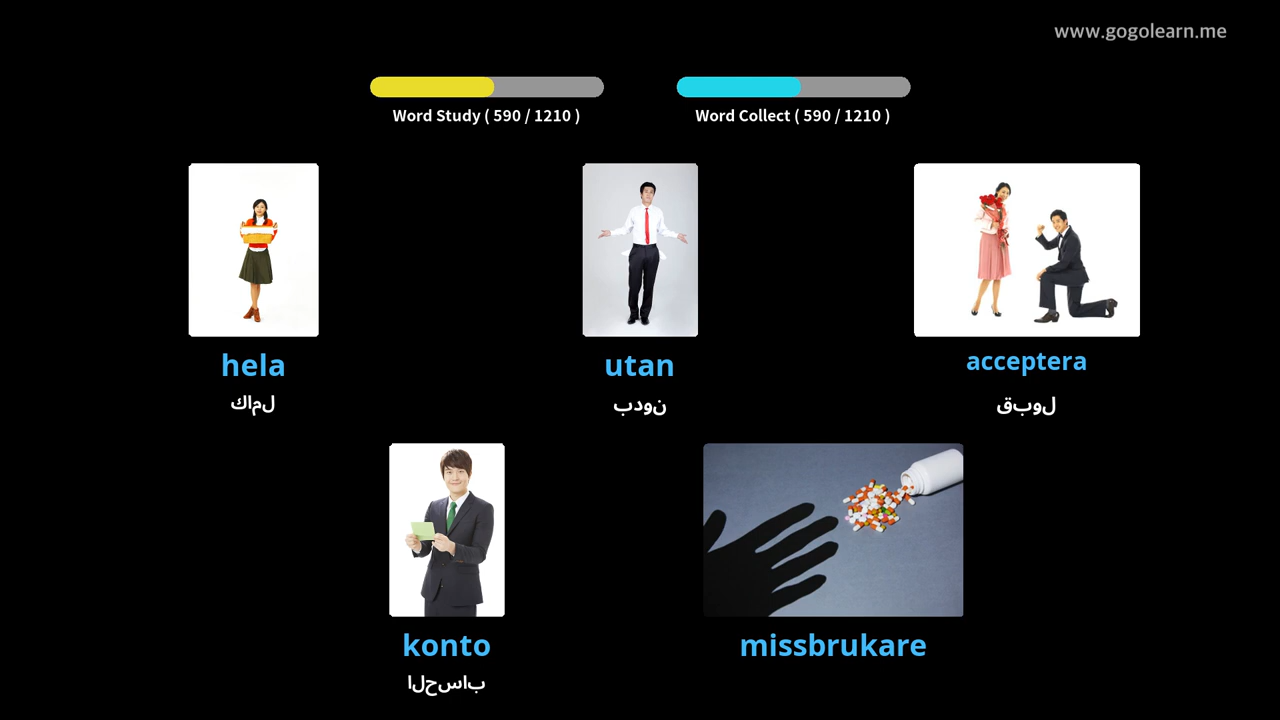 www.gogolearn.me
Word Study ( 590 / 1210 )
Word Collect ( 590 / 1210 )
hela
utan
acceptera
كامل
بدون
قبول
konto
missbrukare
الحساب